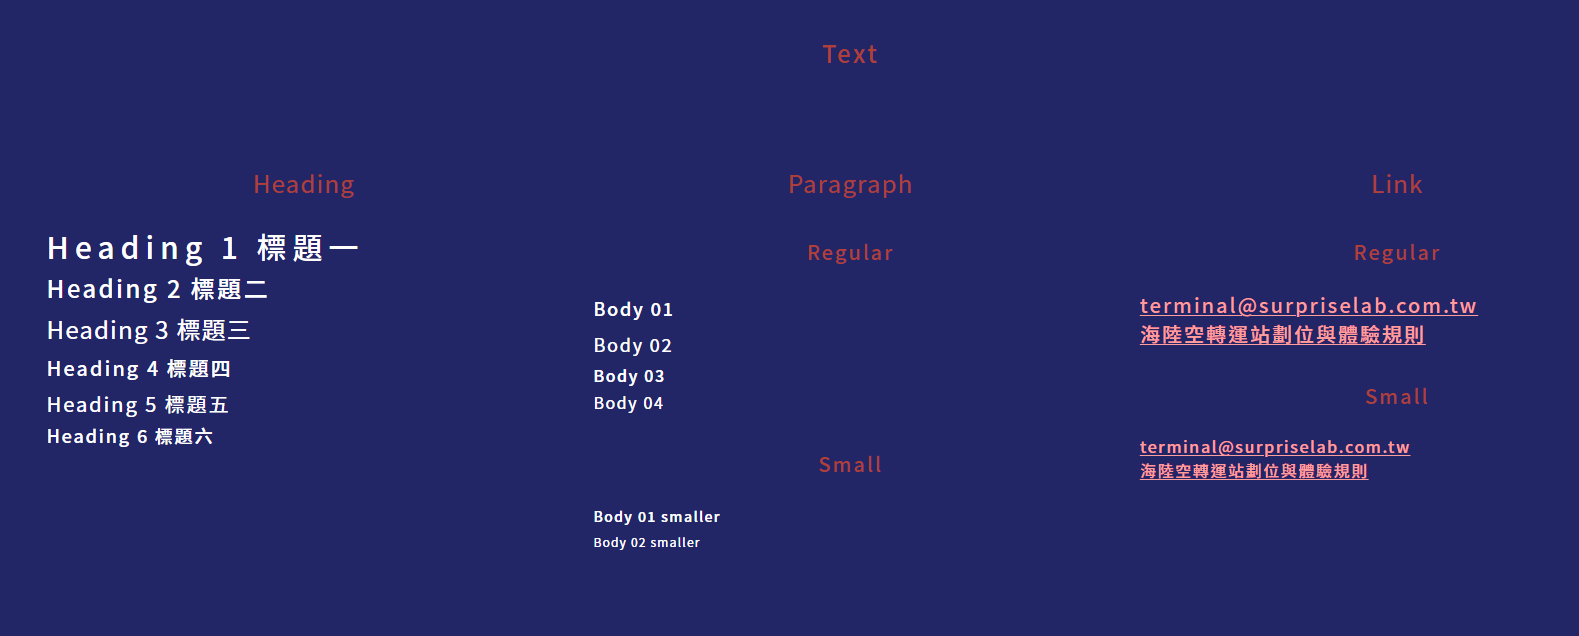 Text
Heading
Heading 1 標題一
Heading 2 標題二
Heading 3 標題三
Heading 4 標題四
Heading 5 標題五
Heading 6 標題六
Paragraph
Regular
Body 01
Body 02
Body 03
Body 04
Small
Body 01 smaller
Body 02 smaller
Link
Regular
terminal@surpriselab.com.tw
海陸空轉運站劃位與體驗規則
Small
terminal@surpriselab.com.tw
海陸空轉運站劃位與體驗規則